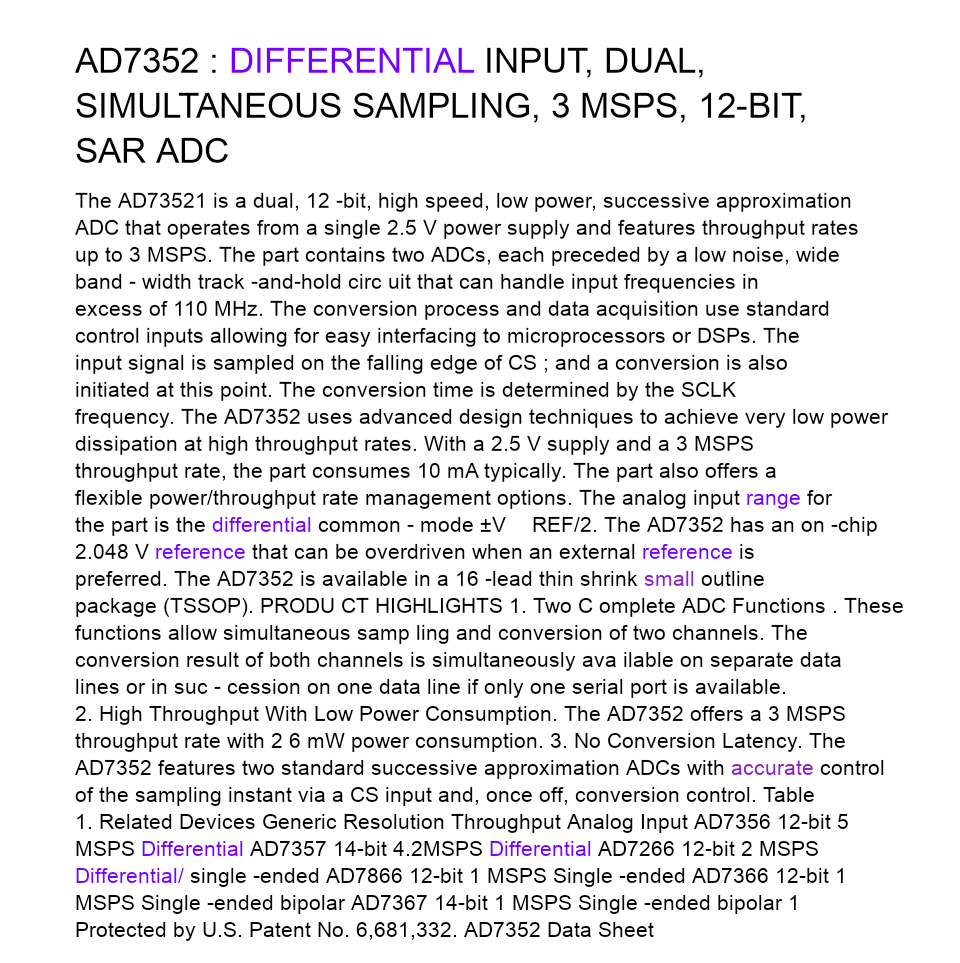 AD7352 : DIFFERENTIAL INPUT, DUAL,
SIMULTANEOUS SAMPLING, 3 MSPS, 12-BIT,
SAR ADC
The AD73521 is a dual, 12 -bit, high speed, low power, successive approximation
ADC that operates from a single 2.5 V power supply and features throughput rates
up to 3 MSPS. The part contains two ADCs, each preceded by a low noise, wide
band - width track -and-hold circ uit that can handle input frequencies in
excess of 110 MHz. The conversion process and data acquisition use standard
control inputs allowing for easy interfacing to microprocessors or DSPs. The
input signal is sampled on the falling edge of CS ; and a conversion is also
initiated at this point. The conversion time is determined by the SCLK
frequency. The AD7352 uses advanced design techniques to achieve very low power
dissipation at high throughput rates. With a 2.5 V supply and a 3 MSPS
throughput rate, the part consumes 10 mA typically. The part also offers a
flexible power/throughput rate management options. The analog input range for
the part is the differential common - mode ±V REF/2. The AD7352 has an on -chip
2.048 V reference that can be overdriven when an external reference is
preferred. The AD7352 is available in a 16 -lead thin shrink small outline
package (TSSOP). PRODU CT HIGHLIGHTS 1. Two C omplete ADC Functions . These
functions allow simultaneous samp ling and conversion of two channels. The
conversion result of both channels is simultaneously ava ilable on separate data
lines or in suc - cession on one data line if only one serial port is available.
2. High Throughput With Low Power Consumption. The AD7352 offers a 3 MSPS
throughput rate with 2 6 mW power consumption. 3. No Conversion Latency. The
AD7352 features two standard successive approximation ADCs with accurate control
of the sampling instant via a CS input and, once off, conversion control. Table
1. Related Devices Generic Resolution Throughput Analog Input AD7356 12-bit 5
MSPS Differential AD7357 14-bit 4.2MSPS Differential AD7266 12-bit 2 MSPS
Differential/ single -ended AD7866 12-bit 1 MSPS Single -ended AD7366 12-bit 1
MSPS Single -ended bipolar AD7367 14-bit 1 MSPS Single -ended bipolar 1
Protected by U.S. Patent No. 6,681,332. AD7352 Data Sheet